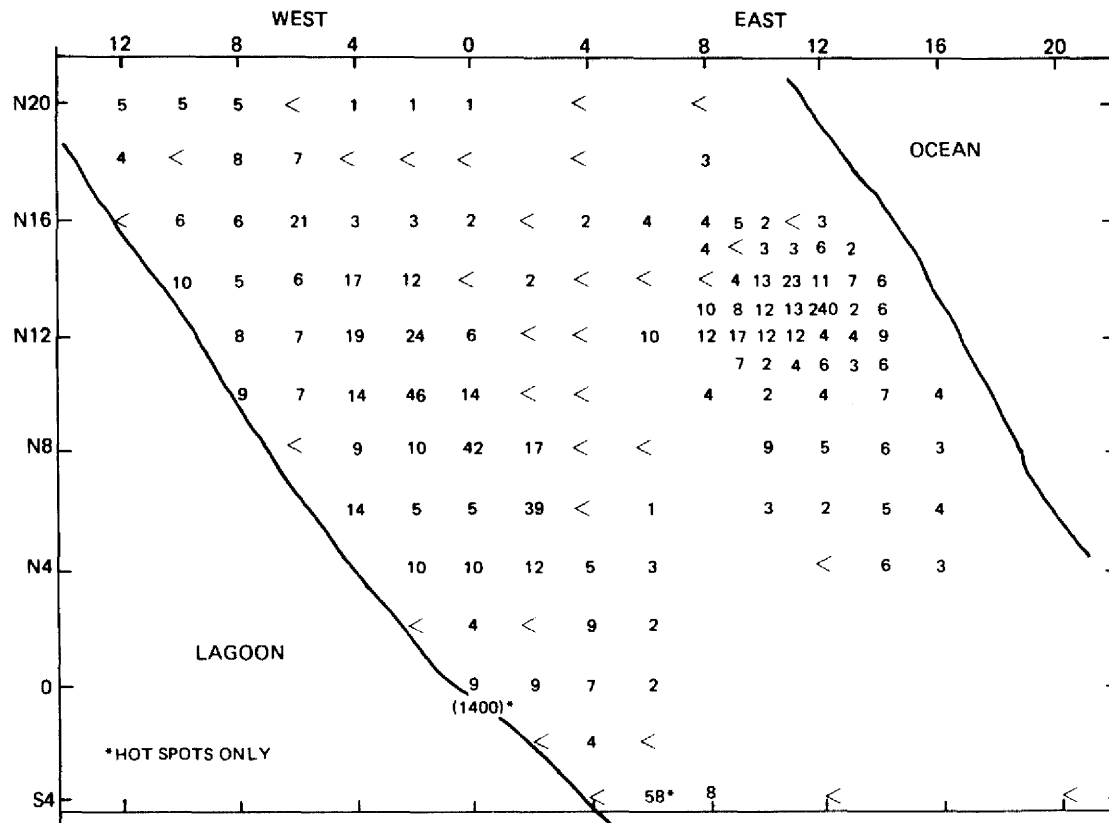 WEST EAST
12 8 4 0 4 8 12 16 20
N20 5 5 5 < 1 1 1 < <
OCEAN
4 < 8 7 < < < < 3
N16 < 6 6 21 3 3 2 < 2 4 4 5 2 < 3
4 < 3 3 6 2
10 5 6 17 12 < 2 < < < 4 13 23 11 7 6
10 8 12 13 240 2 6
N12 8 7 19 24 6 < < 10 12 17 12 12 4 4 9
7 2 4 6 3 6
9 7 14 46 14 < < 4 2 4 7 4
N8 < 9 10 42 17 < < 9 5 6 3
14 5 5 39 < 1 3 2 5 4
N4 10 10 12 5 3 < 6 3
< 4 < 9 2
LAGOON
0 9 9 7 2
(1400)*
*HOT SPOTS ONLY < 4 <
S4 < 58* 8 < <